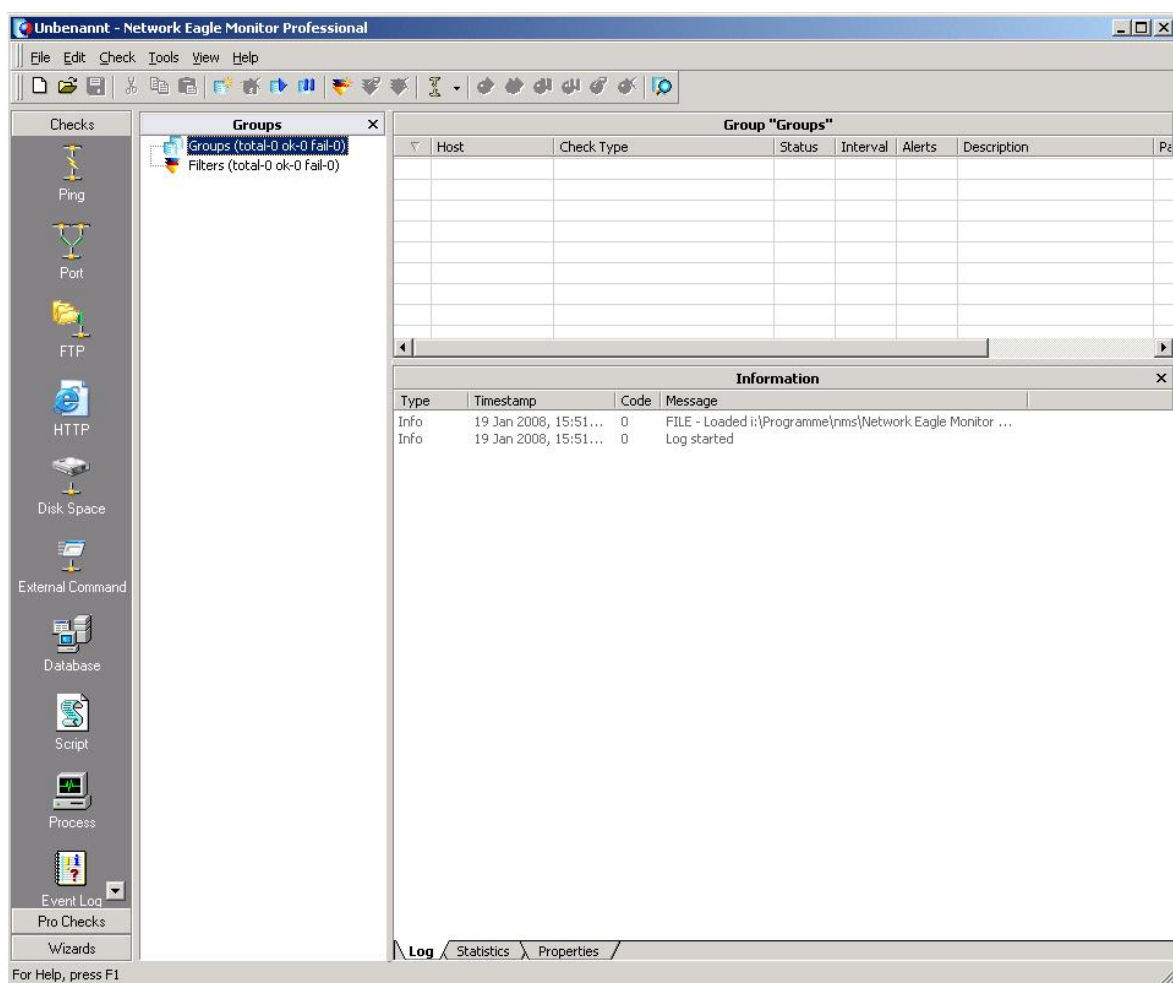 Unbenannt - Network Eagle Monitor Professional
File Edit Check Tools View Help
Checks
Ping
Port
FTP
HTTP
Disk Space
External Command
Database
Script
Process
Event Log
Pro Checks
Wizards
Groups
Groups (total-0 ok-0 fail-0)
Filters (total-0 ok-0 fail-0)
Group "Groups"
Host Check Type Status Interval Alerts Description Pa
Information
Type Timestamp Code Message
Info 19 Jan 2008, 15:51... 0 FILE - Loaded i:\Programme\nms\Network Eagle Monitor ...
Info 19 Jan 2008, 15:51... 0 Log started
Log Statistics Properties
For Help, press F1